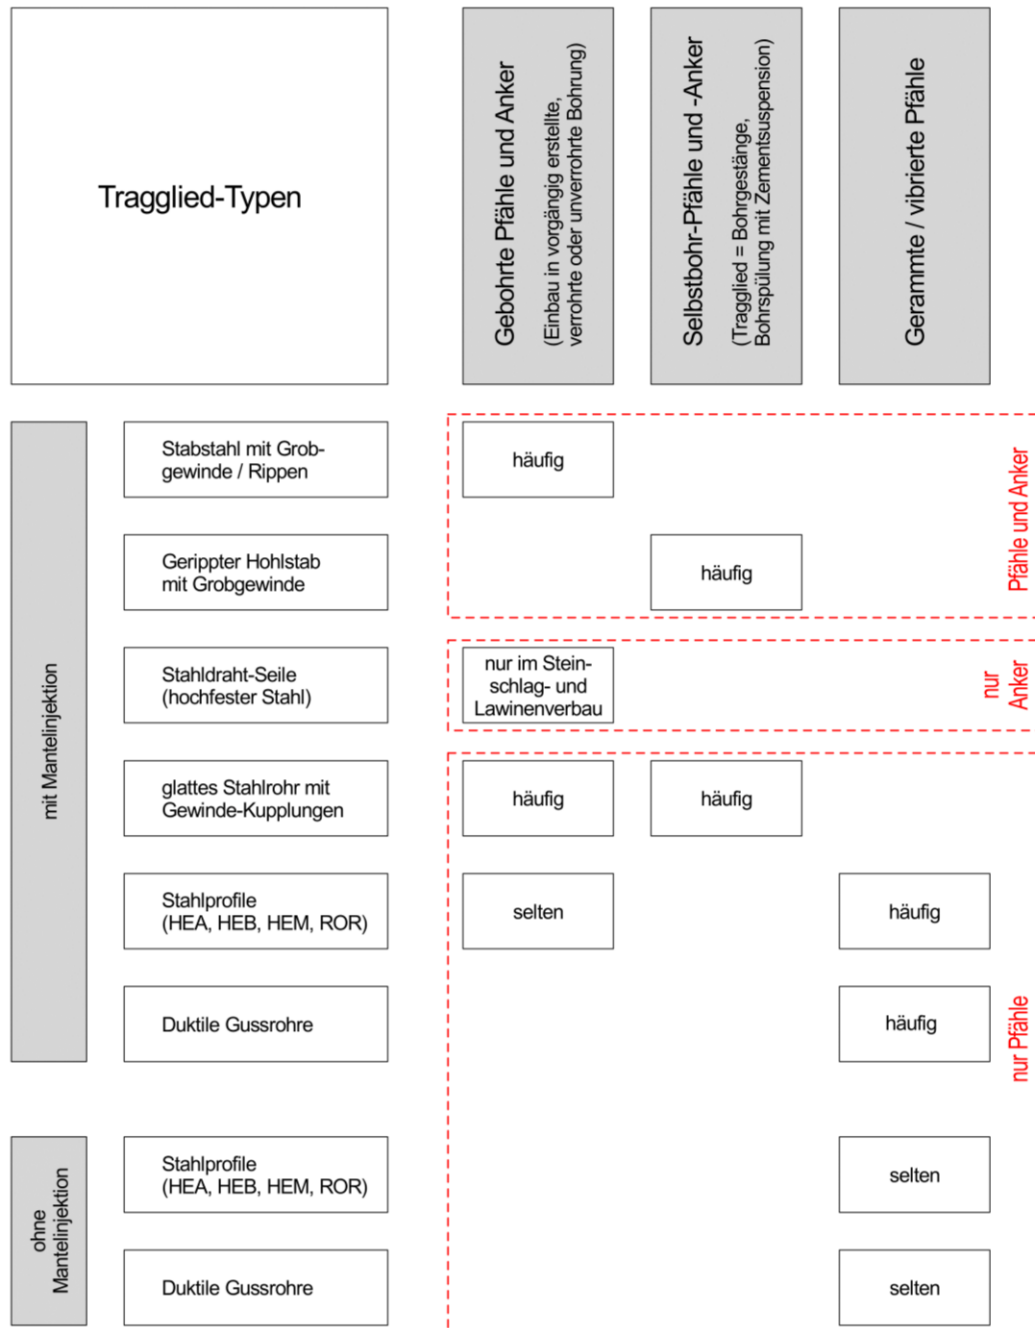 Tragglied-Typen
Gebohrte Pfähle und Anker
(Einbau in vorgängig erstellte,
verrohrte oder unverrohrte Bohrung)
Selbstbohr-Pfähle und -Anker
(Tragglied = Bohrgestänge,
Bohrspülung mit Zementsuspension)
Gerammte / vibrierte Pfähle
mit Mantelinjektion
Stabstahl mit Grob-
gewinde / Rippen
häufig
Pfähle und Anker
Gerippter Hohlstab
mit Grobgewinde
häufig
Stahldraht-Seile
(hochfester Stahl)
nur im Stein-
schlag- und
Lawinenverbau
nur
Anker
glattes Stahlrohr mit
Gewinde-Kupplungen
häufig
häufig
Stahlprofile
(HEA, HEB, HEM, ROR)
selten
häufig
Duktile Gussrohre
häufig
nur Pfähle
ohne
Mantelinjektion
Stahlprofile
(HEA, HEB, HEM, ROR)
selten
Duktile Gussrohre
selten